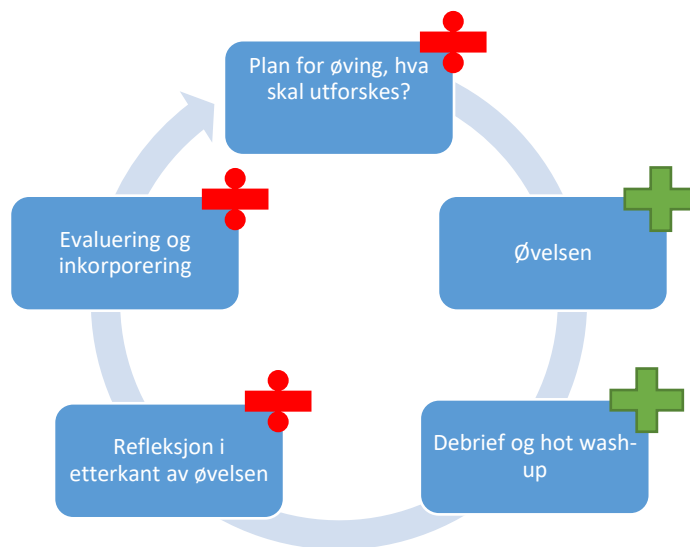 Plan for øving, hva
skal utforskes?
Øvelsen
Debrief og hot wash-
up
Refleksjon i
etterkant av øvelsen
Evaluering og
inkorporering